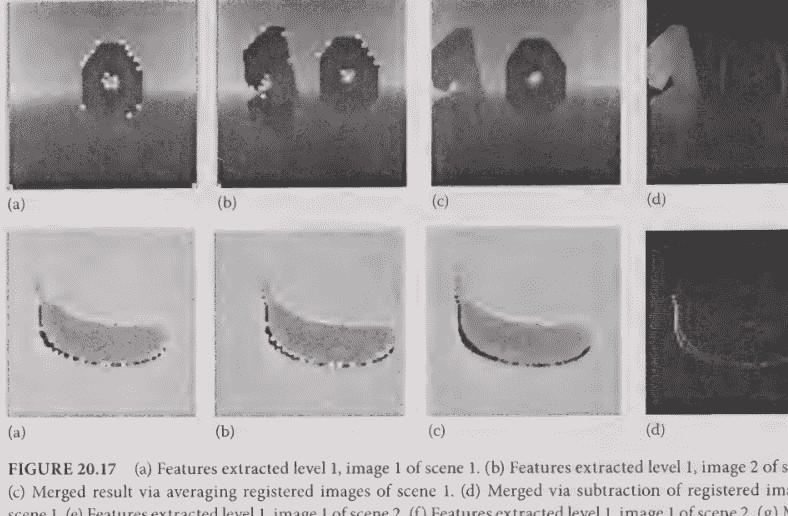 (a) (b) (c) (d)
(a) (b) (c) (d)
FIGURE 20.17 (a) Features extracted level 1, image 1 of scene 1. (b) Features extracted level 1, image 2 of s
(c) Merged result via averaging registered images of scene 1. (d) Merged via subtraction of registered ima
scene 1. (e) Features extracted level 1, image 1 of scene 2. (f) Features extracted level 1, image 1 of scene 2. (g) M